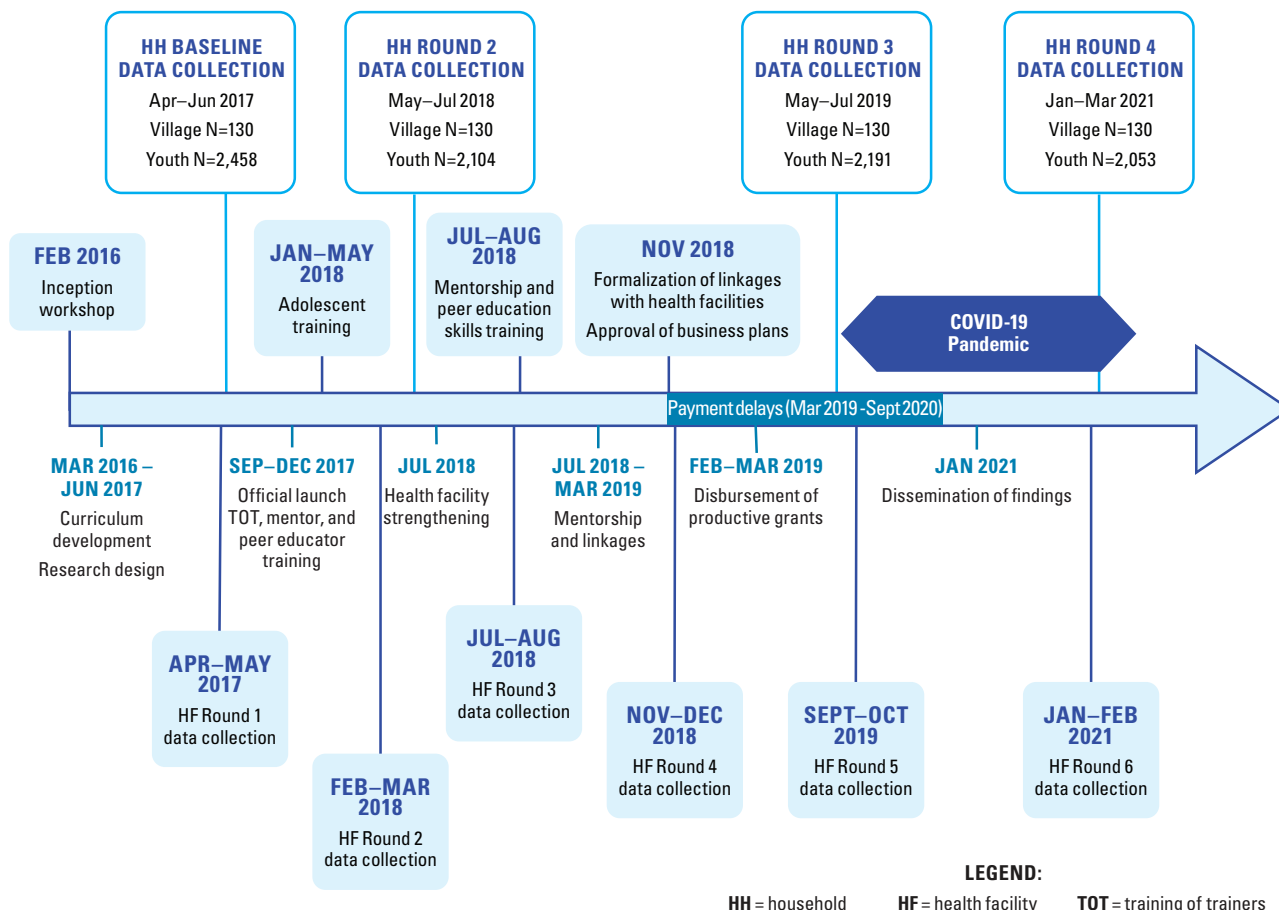 HH BASELINE
DATA COLLECTION
Apr–Jun 2017
Village N=130
Youth N=2,458
HH ROUND 2
DATA COLLECTION
May–Jul 2018
Village N=130
Youth N=2,104
HH ROUND 3
DATA COLLECTION
May–Jul 2019
Village N=130
Youth N=2,191
HH ROUND 4
DATA COLLECTION
Jan–Mar 2021
Village N=130
Youth N=2,053
FEB 2016
Inception
workshop
JAN–MAY
2018
Adolescent
training
JUL–AUG
2018
Mentorship and
peer education
skills training
NOV 2018
Formalization of linkages
with health facilities
Approval of business plans
COVID-19
Pandemic
Payment delays (Mar 2019 -Sept 2020)
MAR 2016 –
JUN 2017
Curriculum
development
Research design
SEP–DEC 2017
Official launch
TOT, mentor, and
peer educator
training
JUL 2018
Health facility
strengthening
JUL 2018 –
MAR 2019
Mentorship
and linkages
FEB–MAR 2019
Disbursement of
productive grants
JAN 2021
Dissemination of findings
APR–MAY
2017
HF Round 1
data collection
FEB–MAR
2018
HF Round 2
data collection
JUL–AUG
2018
HF Round 3
data collection
NOV–DEC
2018
HF Round 4
data collection
SEPT–OCT
2019
HF Round 5
data collection
JAN–FEB
2021
HF Round 6
data collection
LEGEND:
HH = household HF = health facility TOT = training of trainers